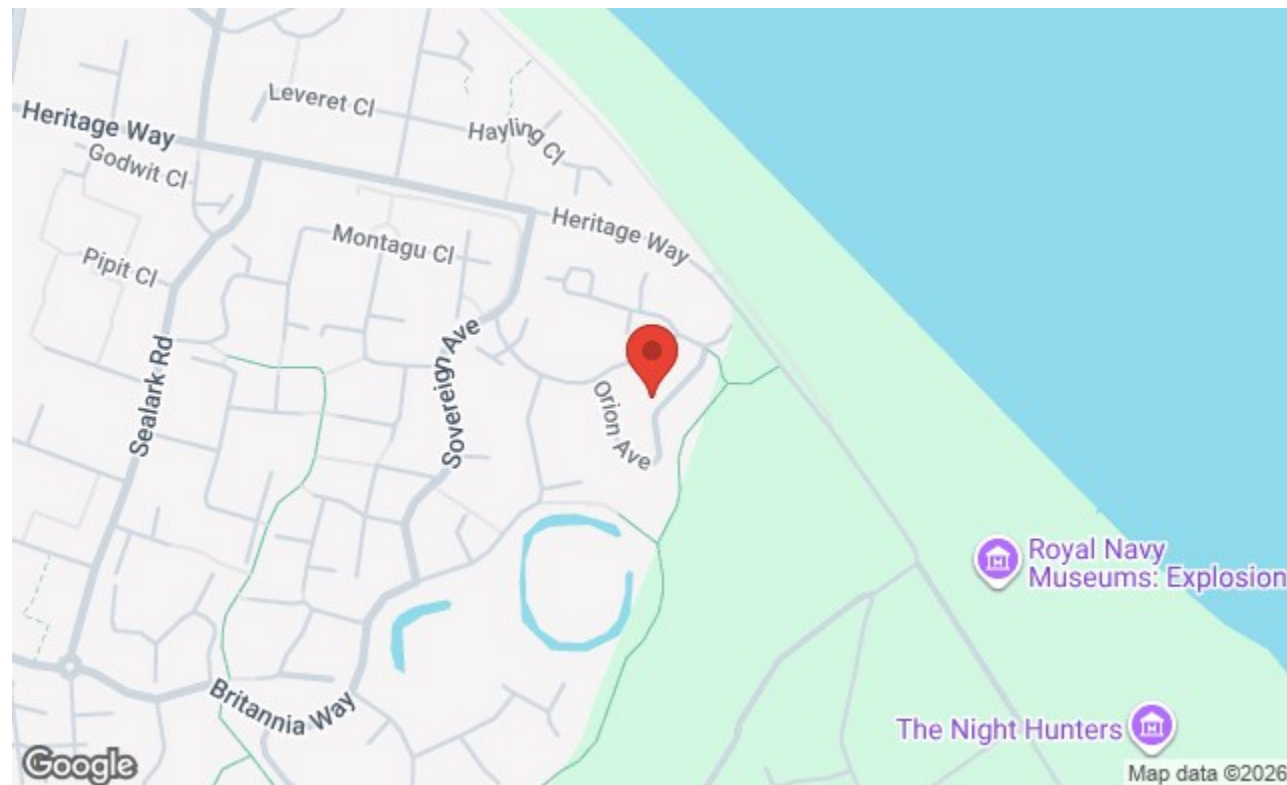 Leveret Cl
Heritage Way
Hayling Cl
Godwit Cl
Heritage Way
Montagu Cl
Pipit Cl
Sovereign Ave
Sealark Rd
Orion Ave
Royal Navy
Museums: Explosion
Britannia Way
The Night Hunters
Google
Map data ©2026